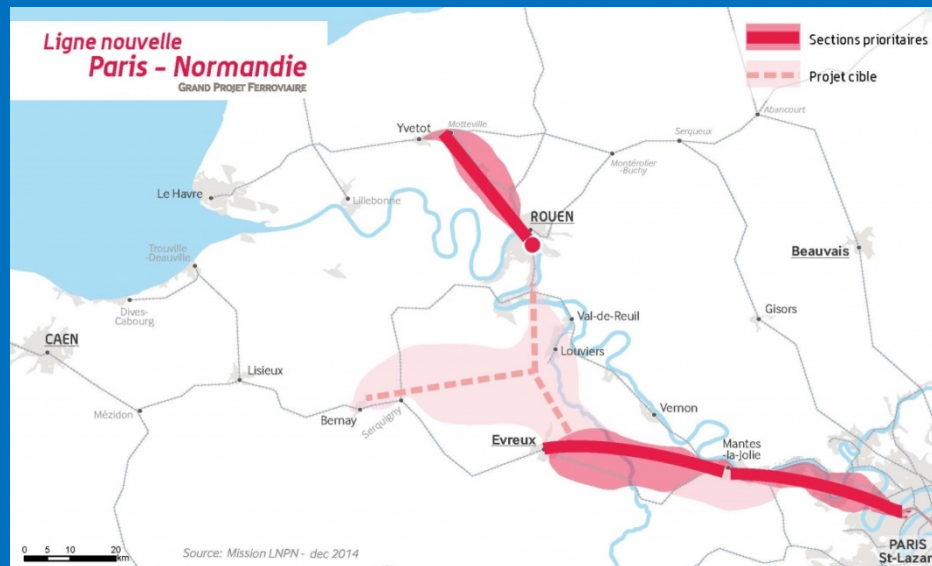 Ligne nouvelle
Paris - Normandie
GRAND PROJET FERROVIAIRE
Sections prioritaires
Projet cible
Abancourt
Motteville
Yvetot
Serqueux
Montérolier
-Buchy
Le Havre
Lillebonne
ROUEN
Trouville
-Deauville
Beauvais
Dives-
Cabourg
Val-de-Reuil
Gisors
CAEN
Louviers
Lisieux
Vernon
Mézidon
Bernay
Serquigny
Evreux
Mantes
-la-Jolie
0 5 10 20
km
Source: Mission LNPN - dec 2014
PARIS
St-Lazar